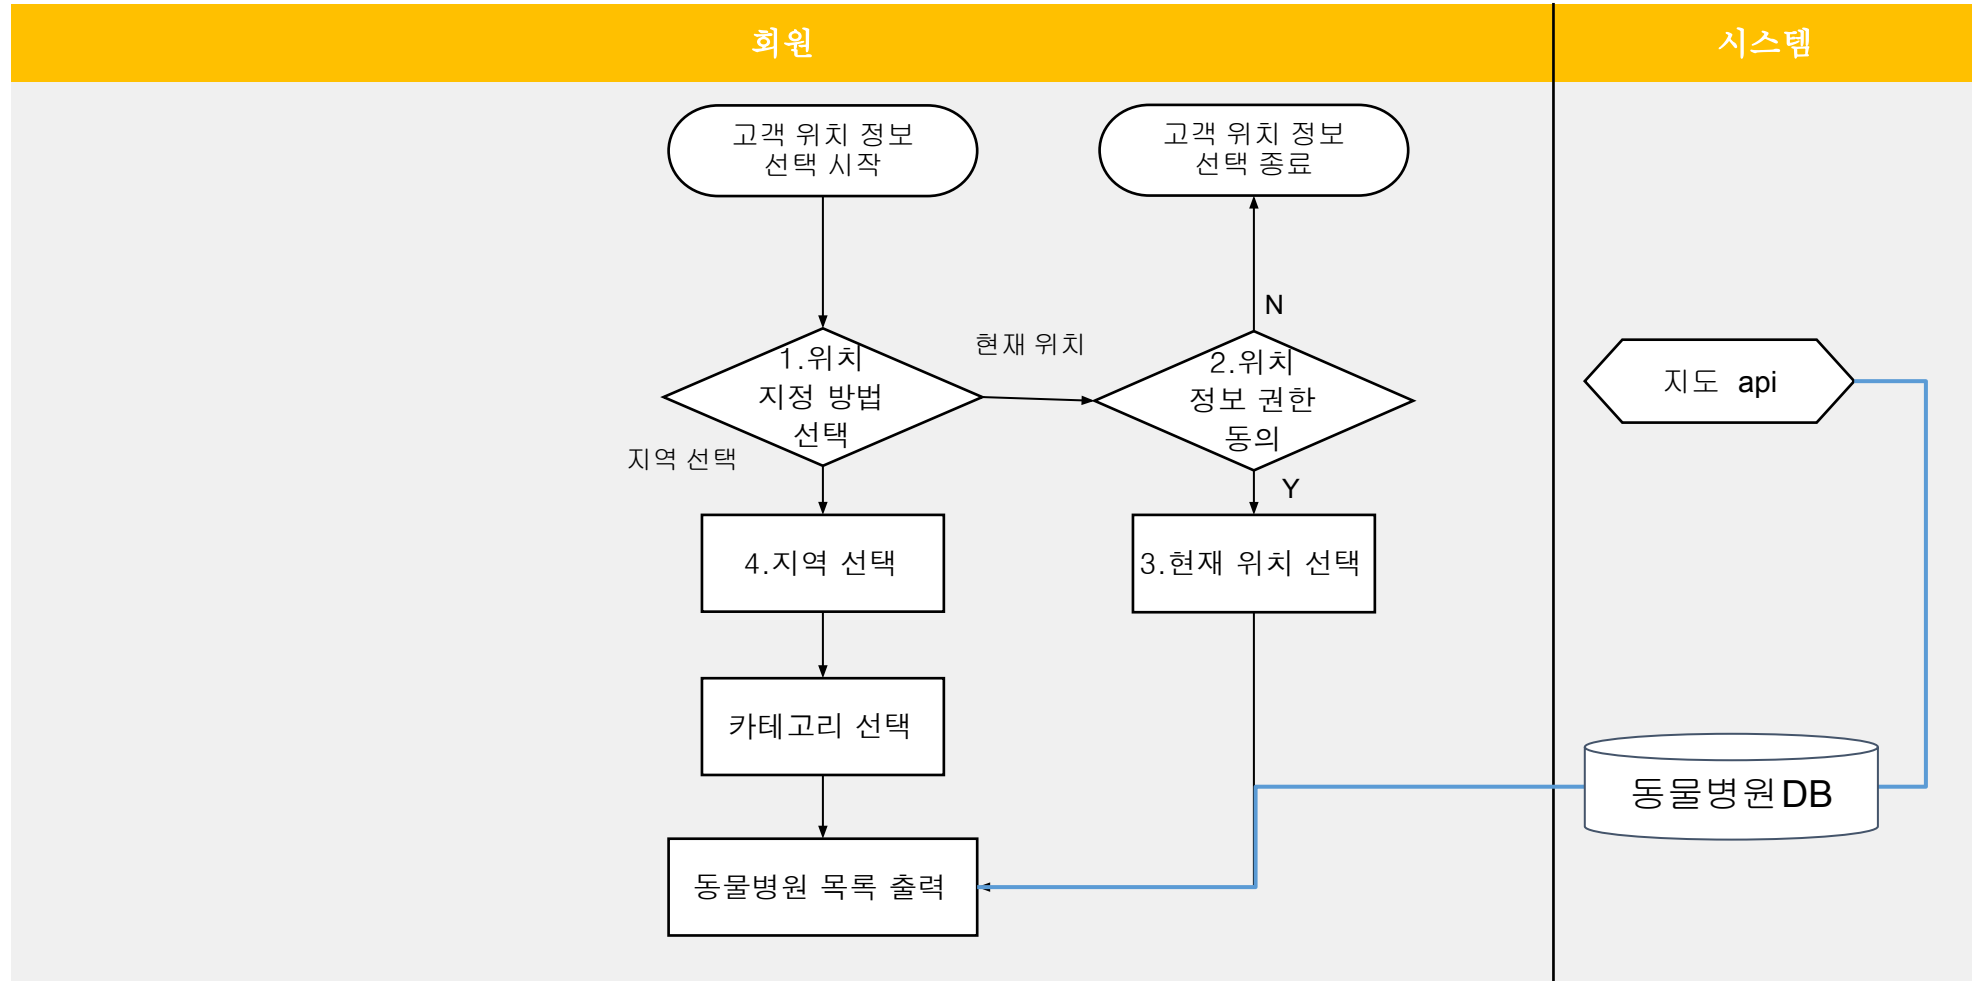 회원
시스템
고객 위치 정보
선택 시작
고객 위치 정보
선택 종료
N
현재 위치
1.위치
지정 방법
선택
2.위치
정보 권한
동의
지도 api
지역 선택
Y
4.지역 선택
3.현재 위치 선택
카테고리 선택
동물병원DB
동물병원 목록 출력